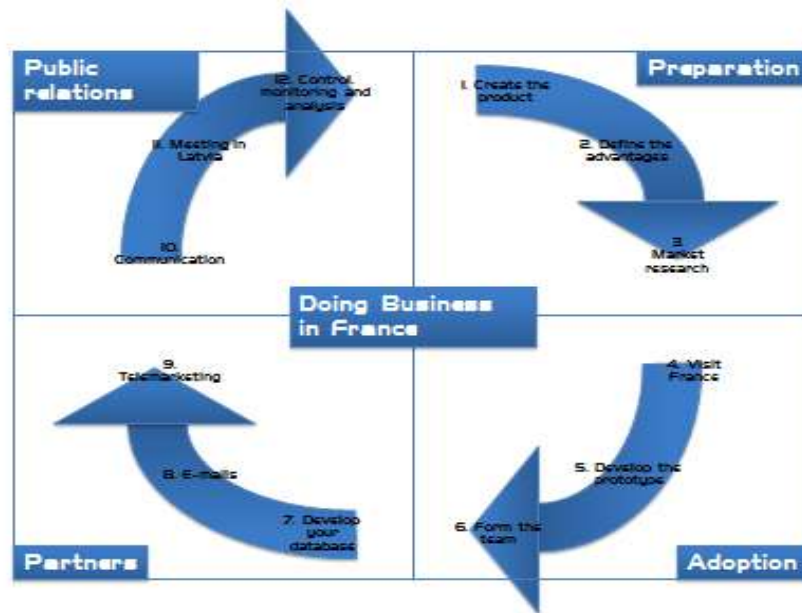 Public
relations
12. Control,
monitoring and
analysis
11. Meeting in
Latvia
10.
Communication
Preparation
1. Create the
product
2. Define the
advantages
3.
Market
research
Doing Business
in France
4. Visit
France
5. Develop the
prototype
6. Form the
team
Adoption
7. Develop
your
database
8. E-mails
9.
Telemarketing
Partners